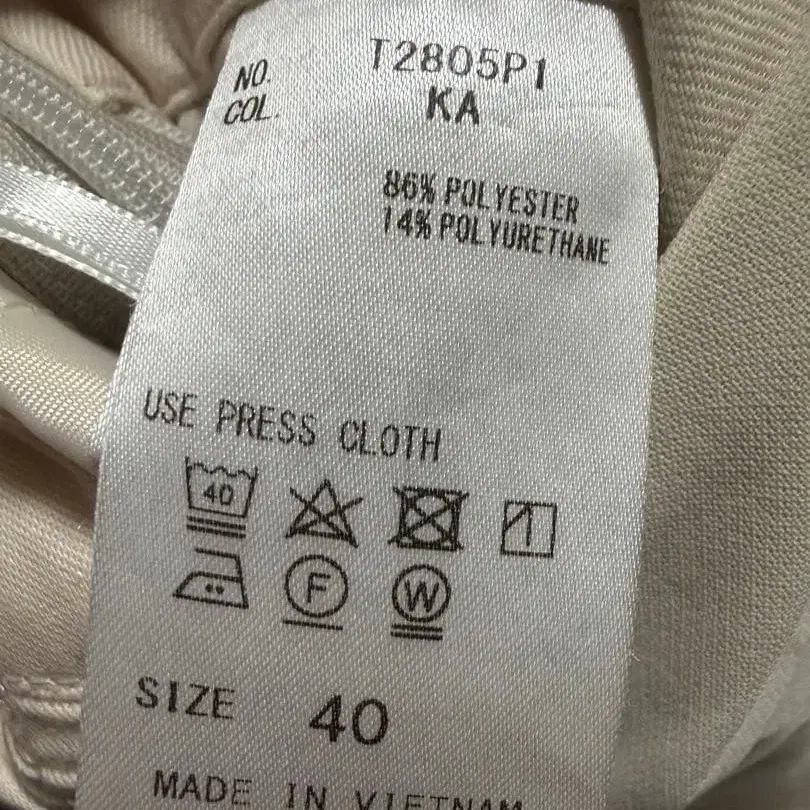 NO. T2805P1
COL. KA
86% POLYESTER
14% POLYURETHANE
USE PRESS CLOTH
40
F W
SIZE 40
MADE IN VIETNAM